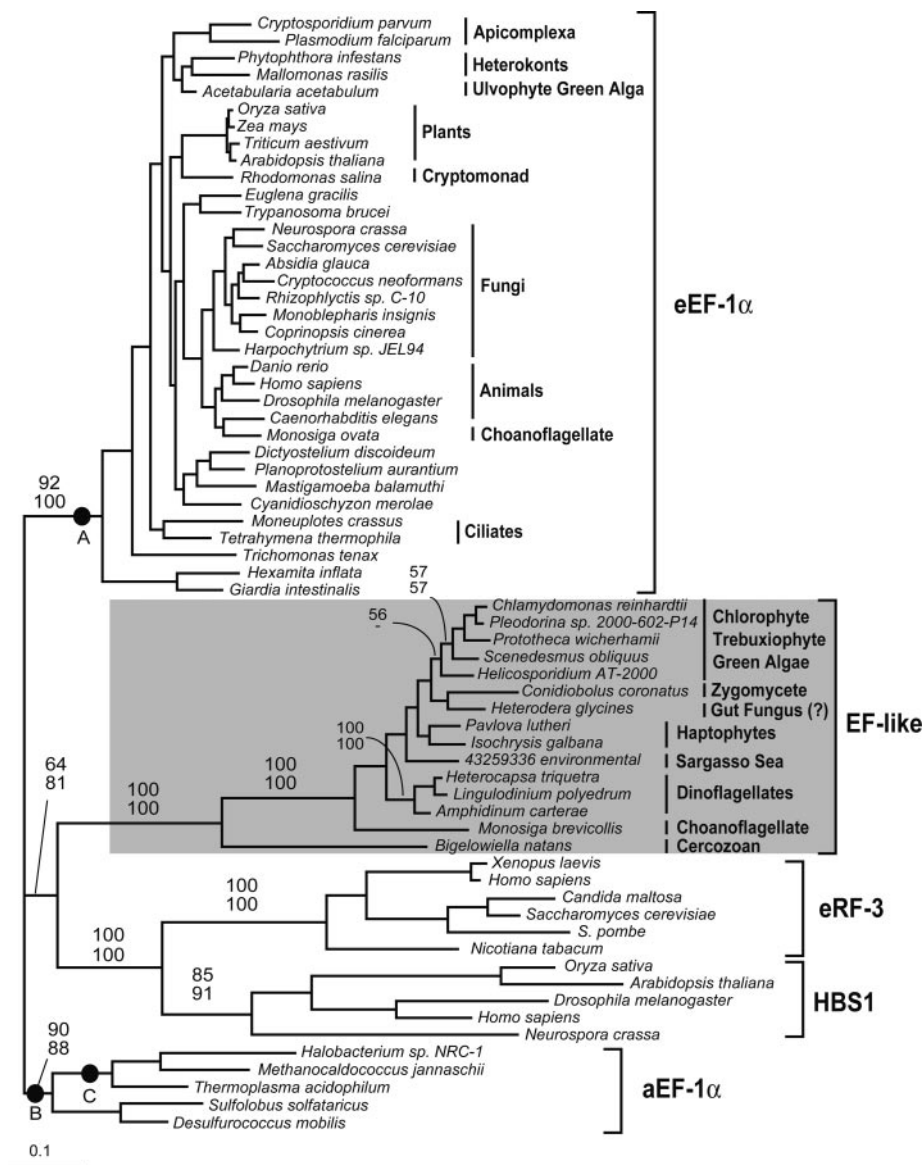 Cryptosporidium parvum
Plasmodium falciparum
Apicomplexa
Phytophthora infestans
Mallomonas rasilis
Heterokonts
Acetabularia acetabulum
Ulvophyte Green Alga
Oryza sativa
Zea mays
Triticum aestivum
Arabidopsis thaliana
Plants
Rhodomonas salina
Cryptomonad
Euglena gracilis
Trypanosoma brucei
Neurospora crassa
Saccharomyces cerevisiae
Absidia glauca
Cryptococcus neoformans
Rhizophlyctis sp. C-10
Monoblepharis insignis
Coprinopsis cinerea
Harpochytrium sp. JEL94
Fungi
eEF-1α
Danio rerio
Homo sapiens
Drosophila melanogaster
Caenorhabditis elegans
Animals
Monosiga ovata
Choanoflagellate
Dictyostelium discoideum
Planoprotostelium aurantium
Mastigamoeba balamuthi
Cyanidioschyzon merolae
92
100
A
Moneuplotes crassus
Tetrahymena thermophila
Ciliates
Trichomonas tenax
Hexamita inflata
Giardia intestinalis
57
57
56
-
Chlamydomonas reinhardtii
Pleodorina sp. 2000-602-P14
Prototheca wicherhamii
Scenedesmus obliquus
Helicosporidium AT-2000
Chlorophyte
Trebuxiophyte
Green Algae
Conidiobolus coronatus
Zygomycete
Heterodera glycines
Gut Fungus (?)
EF-like
Pavlova lutheri
Isochrysis galbana
Haptophytes
43259336 environmental
Sargasso Sea
100
100
Heterocapsa triquetra
Lingulodinium polyedrum
Amphidinum carterae
Dinoflagellates
64
81
100
100
100
100
Monosiga brevicollis
Choanoflagellate
Bigelowiella natans
Cercozoan
Xenopus laevis
Homo sapiens
Candida maltosa
Saccharomyces cerevisiae
S. pombe
Nicotiana tabacum
eRF-3
100
100
100
100
85
91
Oryza sativa
Arabidopsis thaliana
Drosophila melanogaster
Homo sapiens
Neurospora crassa
HBS1
90
88
B
C
Halobacterium sp. NRC-1
Methanocaldococcus jannaschii
Thermoplasma acidophilum
Sulfolobus solfataricus
Desulfurococcus mobilis
aEF-1α
0.1